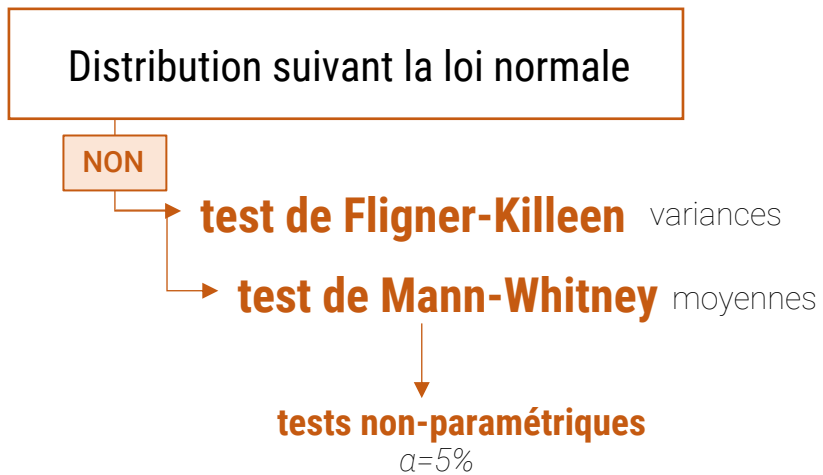 Distribution suivant la loi normale
NON
test de Fligner-Killeen variances
test de Mann-Whitney moyennes
tests non-paramétriques
α=5%